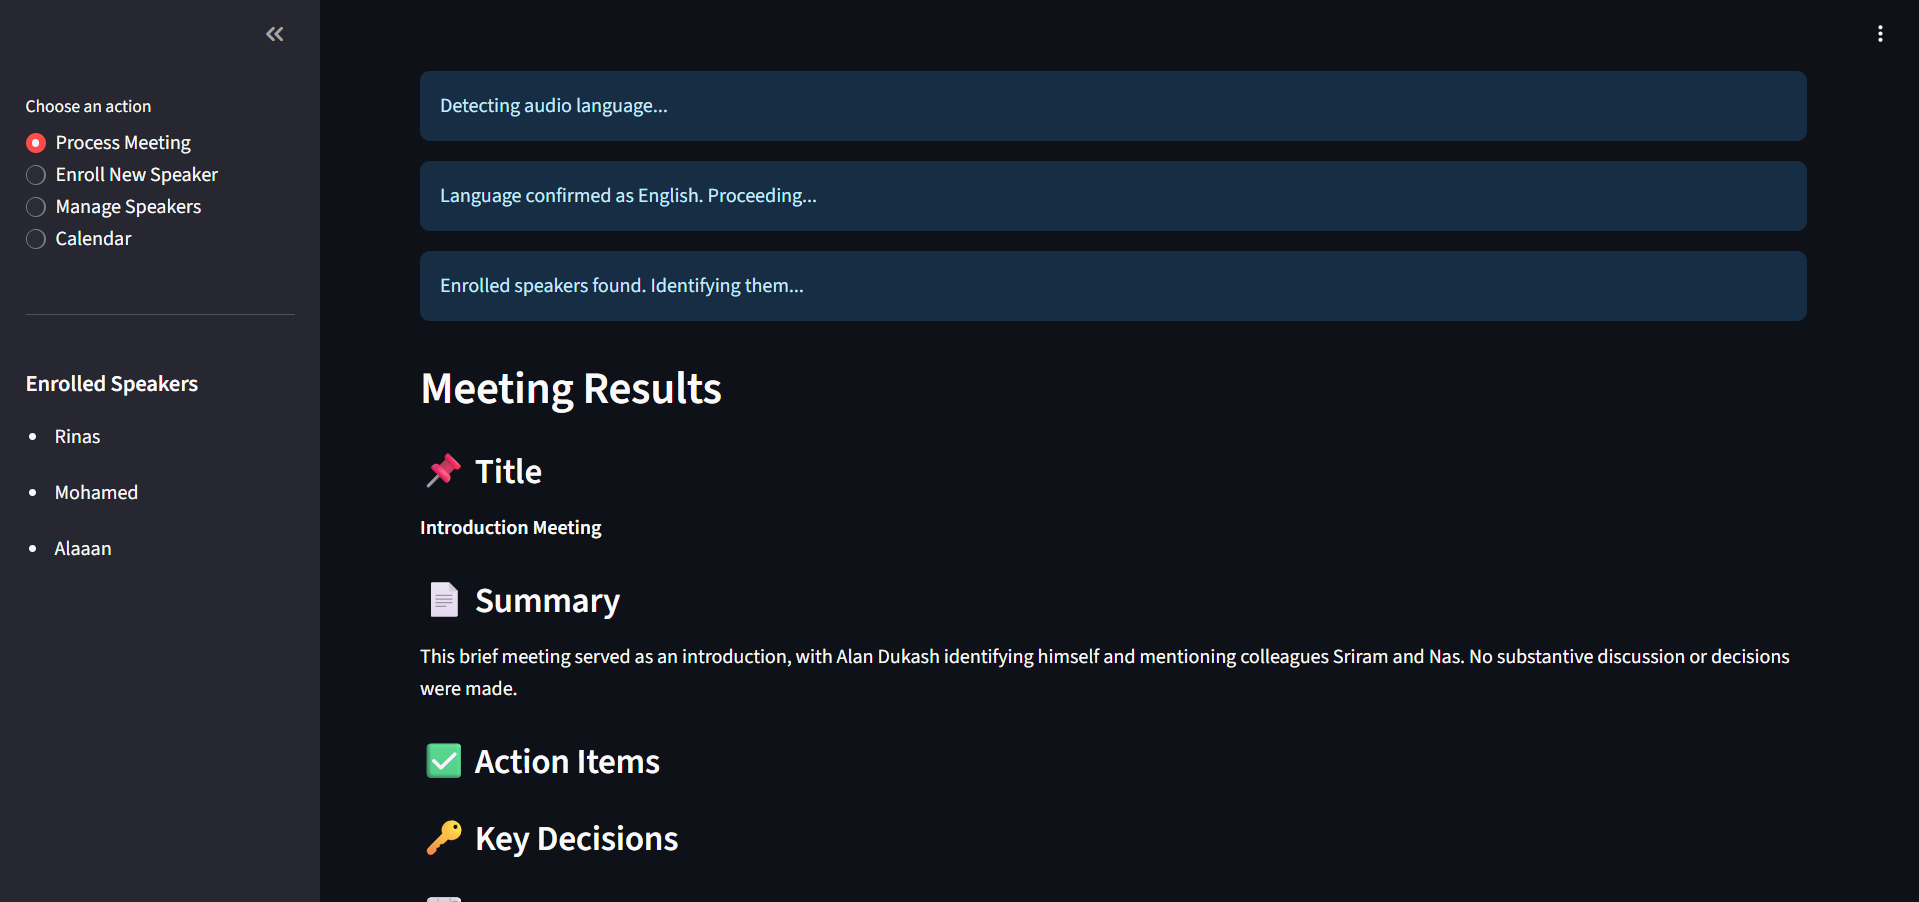 Choose an action
Process Meeting
Enroll New Speaker
Manage Speakers
Calendar
Enrolled Speakers
Rinas
Mohamed
Alaaan
Detecting audio language...
Language confirmed as English. Proceeding...
Enrolled speakers found. Identifying them...
Meeting Results
Title
Introduction Meeting
Summary
This brief meeting served as an introduction, with Alan Dukash identifying himself and mentioning colleagues Sriram and Nas. No substantive discussion or decisions
were made.
Action Items
Key Decisions